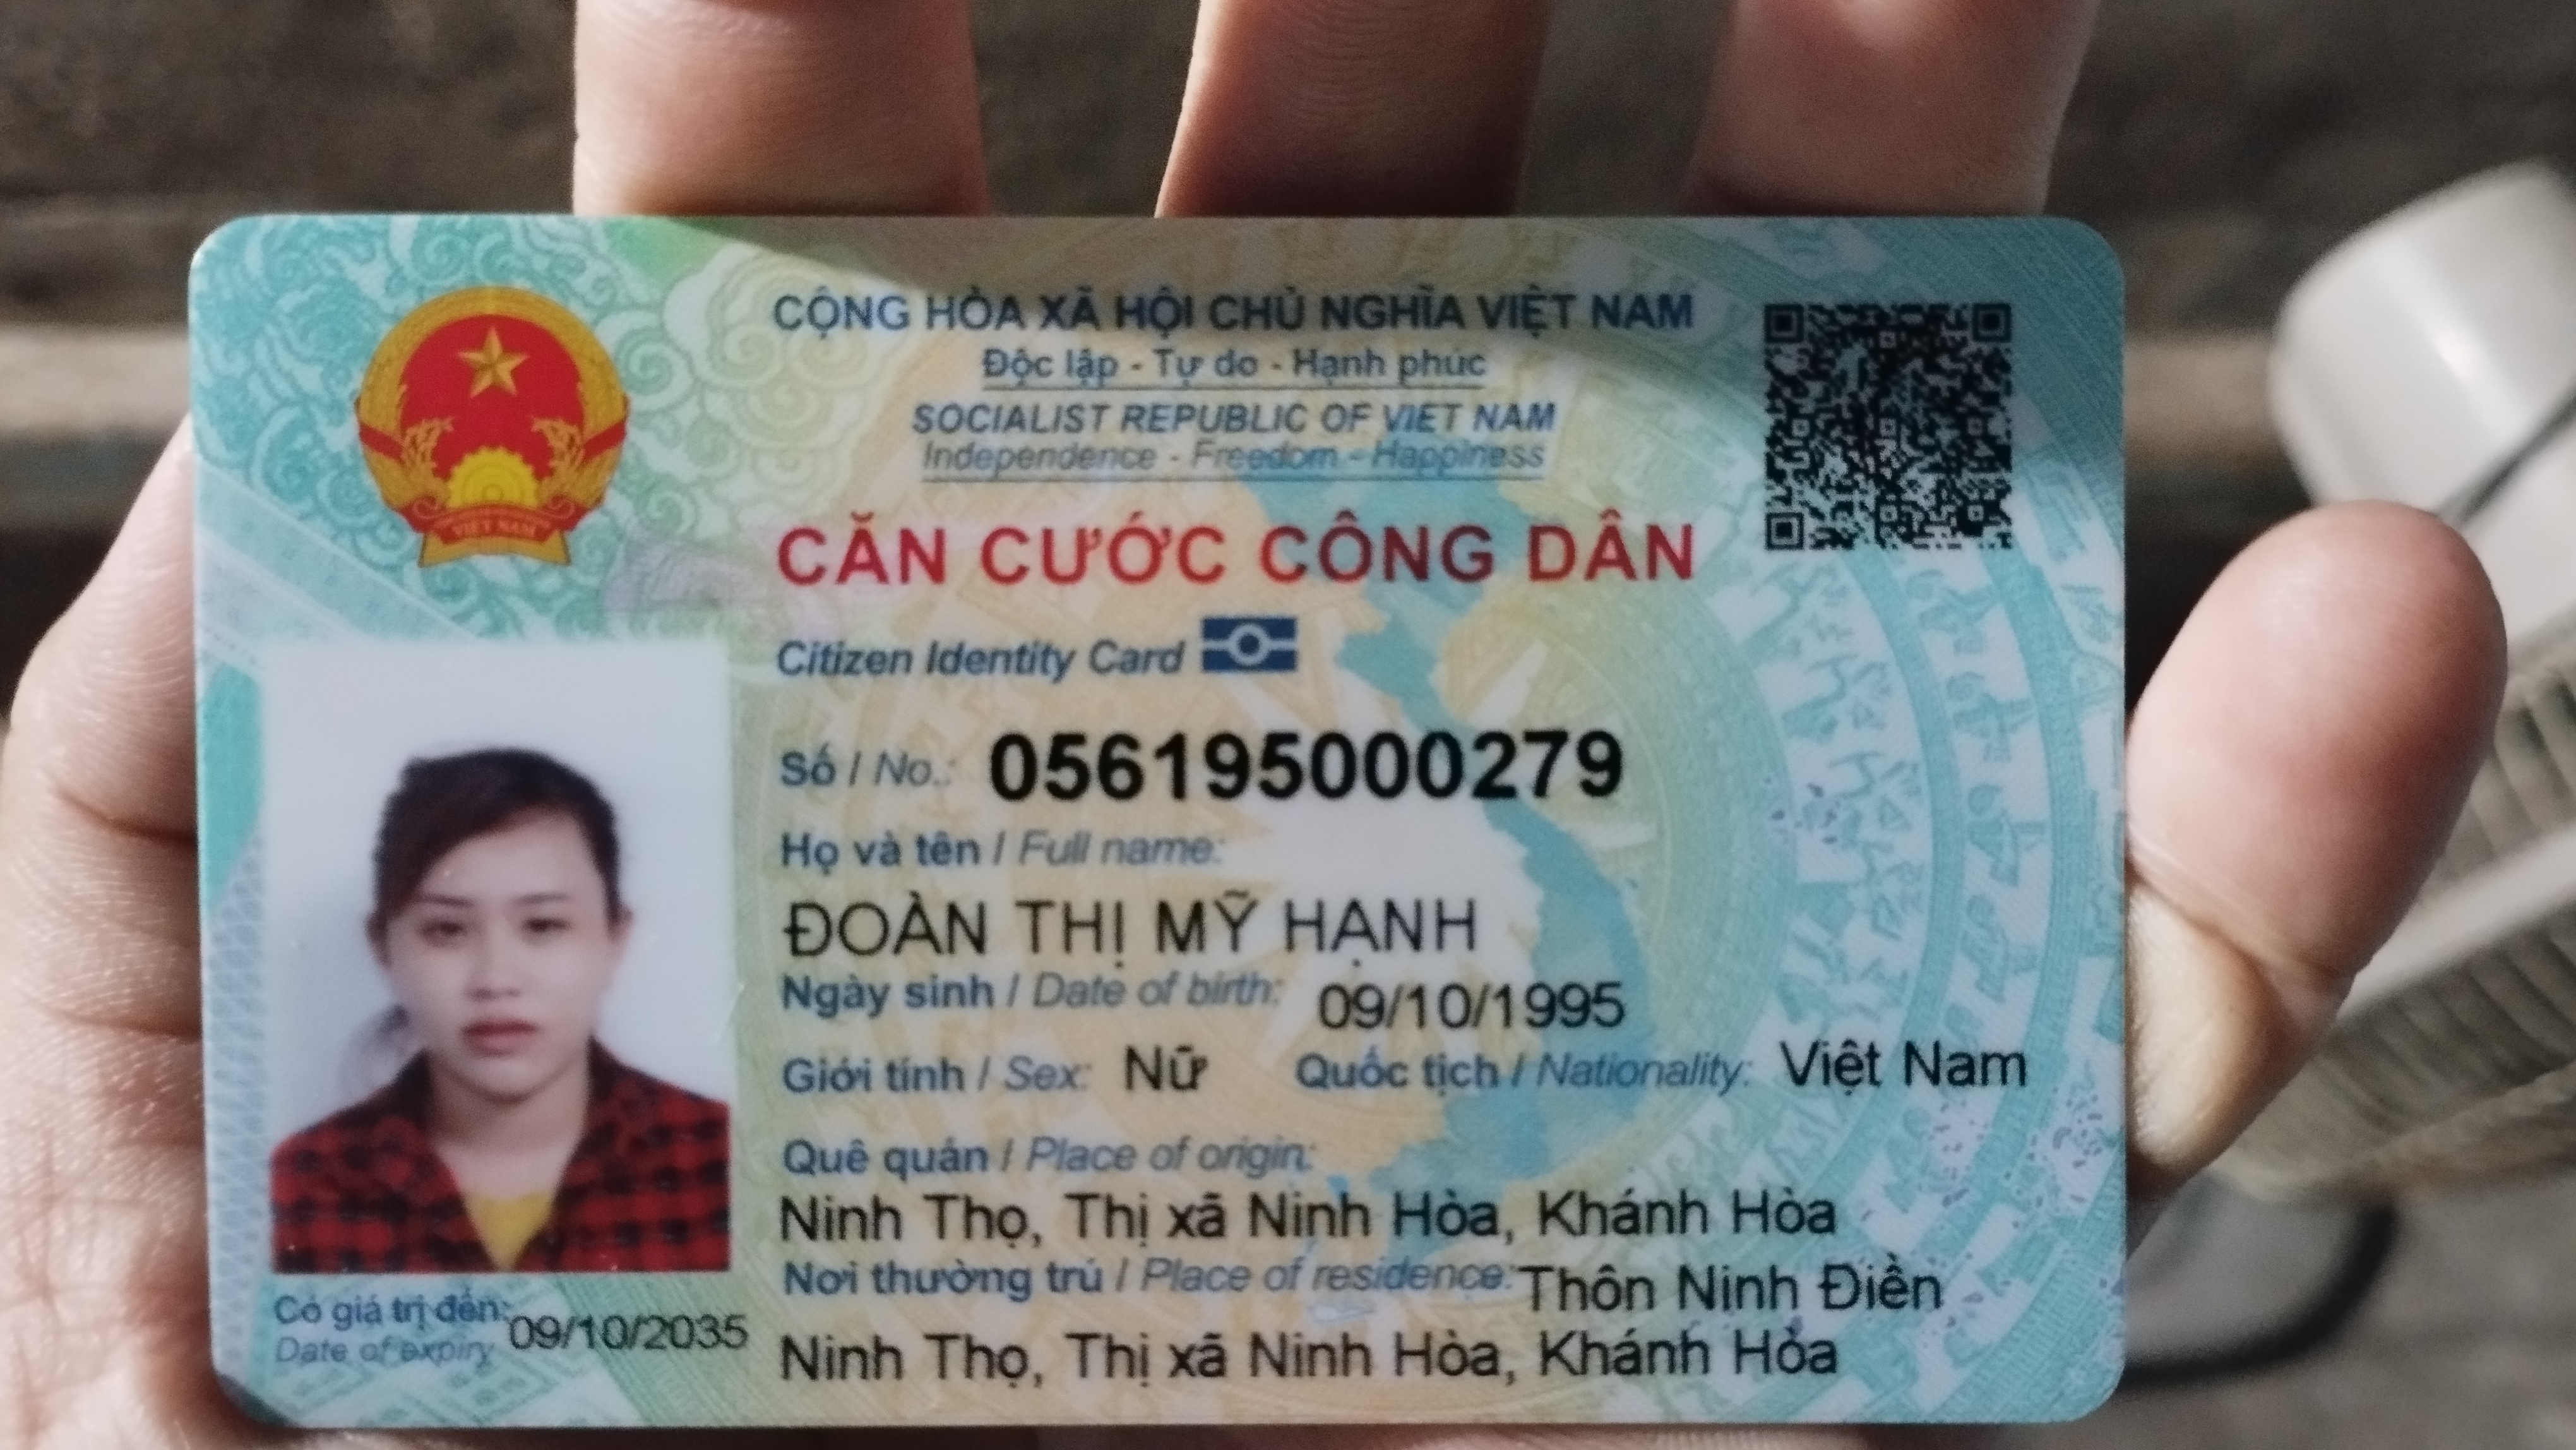 CỘNG HÒA XÃ HỘI CHỦ NGHĨA VIỆT NAM
Độc lập - Tự do - Hạnh phúc
SOCIALIST REPUBLIC OF VIET NAM
Independence - Freedom - Happiness
CĂN CƯỚC CÔNG DÂN
Citizen Identity Card
VIỆT NAM
Số / No.: 056195000279
Họ và tên / Full name:
ĐOÀN THỊ MỸ HẠNH
Ngày sinh / Date of birth: 09/10/1995
Giới tính / Sex: Nữ Quốc tịch / Nationality: Việt Nam
Quê quán / Place of origin:
Ninh Thọ, Thị xã Ninh Hòa, Khánh Hòa
Nơi thường trú / Place of residence: Thôn Ninh Điền
Ninh Thọ, Thị xã Ninh Hòa, Khánh Hòa
Có giá trị đến: 09/10/2035
Date of expiry